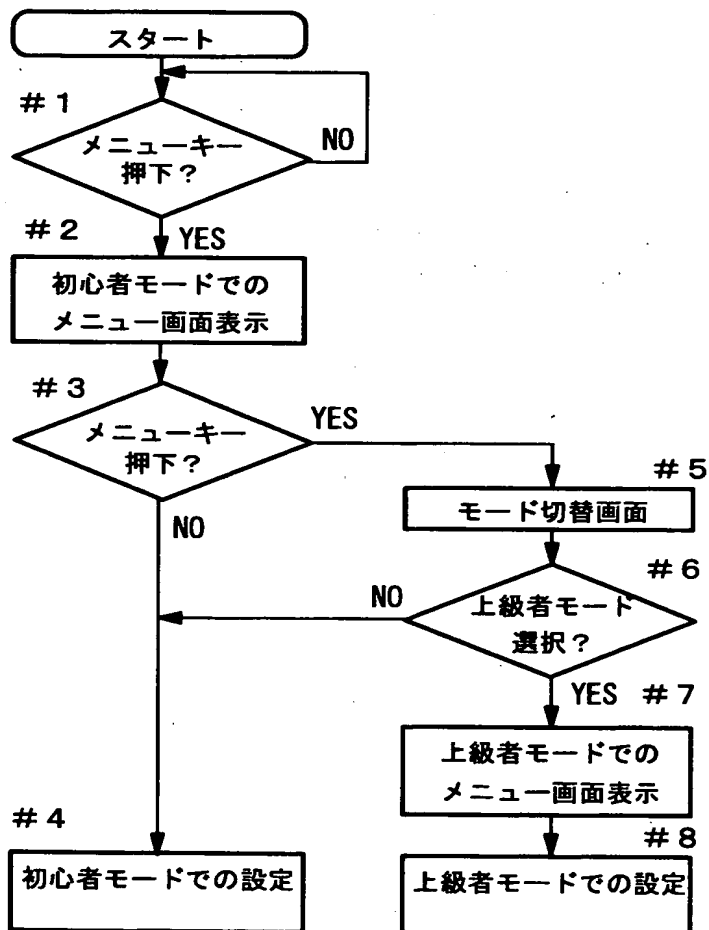 スタート
#1
メニューキー
押下?
NO
#2
YES
初心者モードでの
メニュー画面表示
#3
メニューキー
押下?
YES
NO
#5
モード切替画面
#6
上級者モード
選択?
NO
YES
#7
上級者モードでの
メニュー画面表示
#4
初心者モードでの設定
#8
上級者モードでの設定